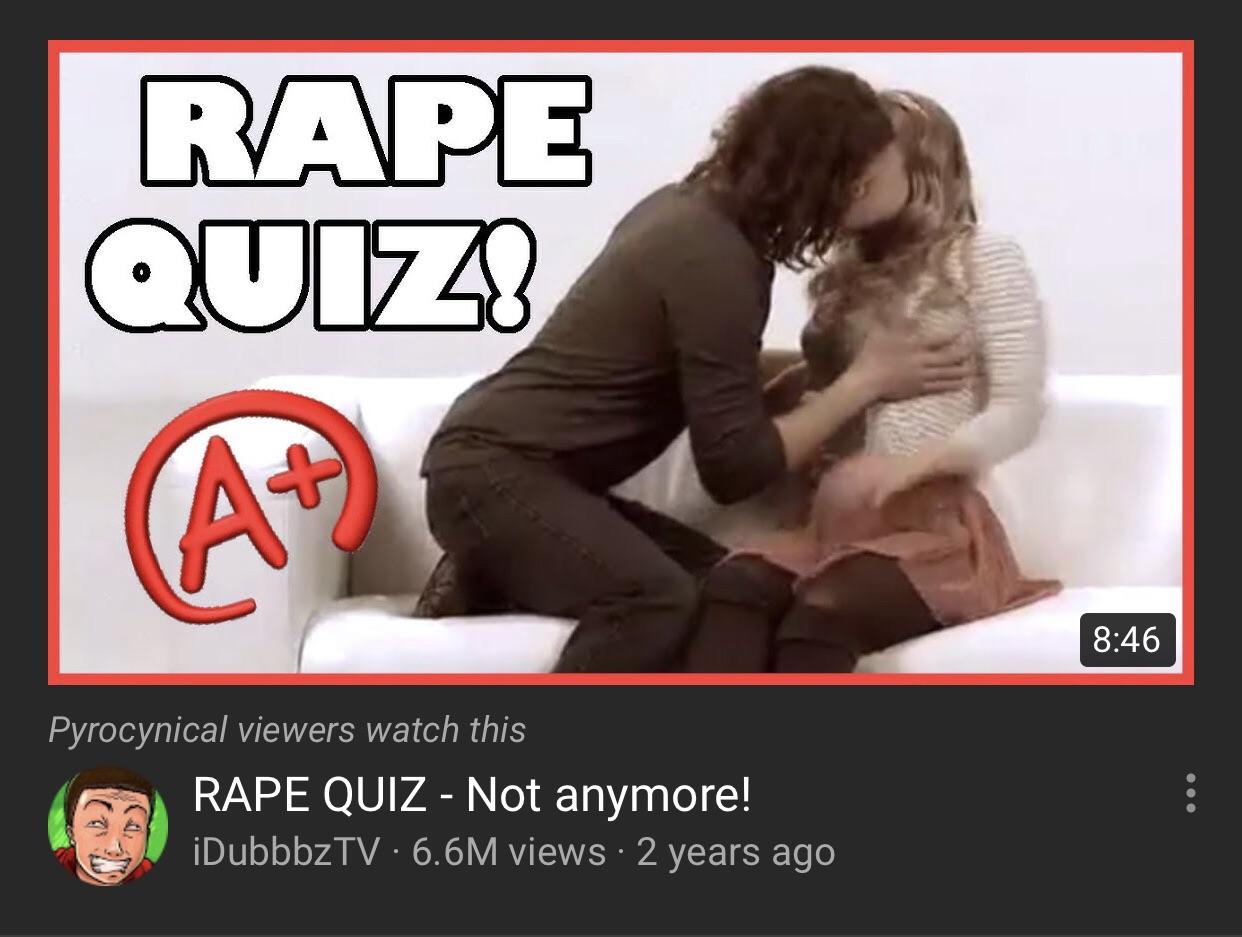 RAPE
QUIZ!
A+
8:46
Pyrocynical viewers watch this
RAPE QUIZ - Not anymore!
iDubbbzTV · 6.6M views · 2 years ago